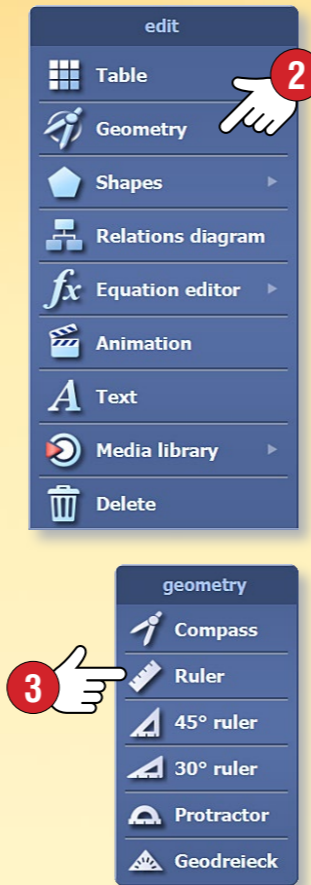 edit
2
Table
Geometry
Shapes
Relations diagram
fx Equation editor
Animation
A Text
Media library
Delete
geometry
Compass
3
Ruler
45° ruler
30° ruler
Protractor
Geodreieck